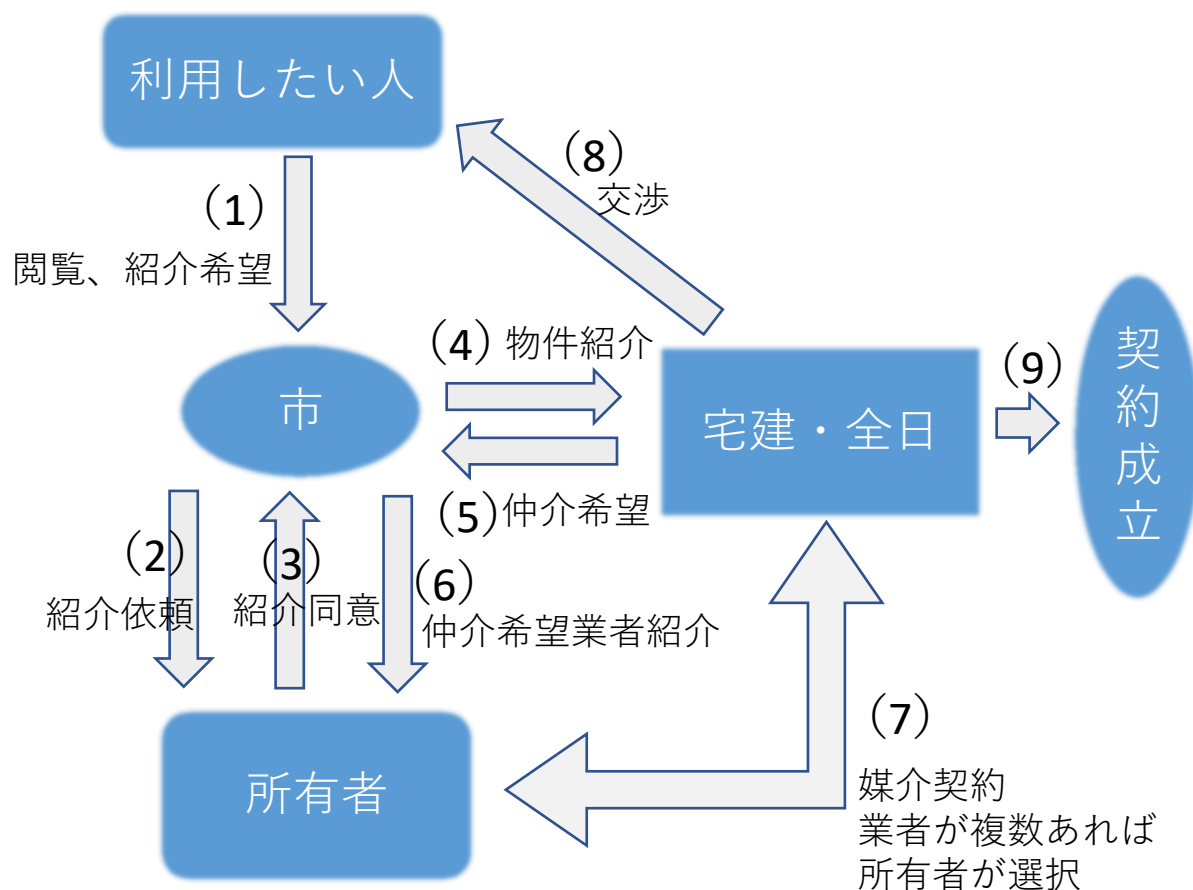 利用したい人
(1)
閲覧、紹介希望
(8)
交渉
市
(4) 物件紹介
(5)仲介希望
宅建・全日
(9)
契約成立
(2)
紹介依頼
(3)
紹介同意
(6)
仲介希望業者紹介
所有者
(7)
媒介契約
業者が複数あれば
所有者が選択